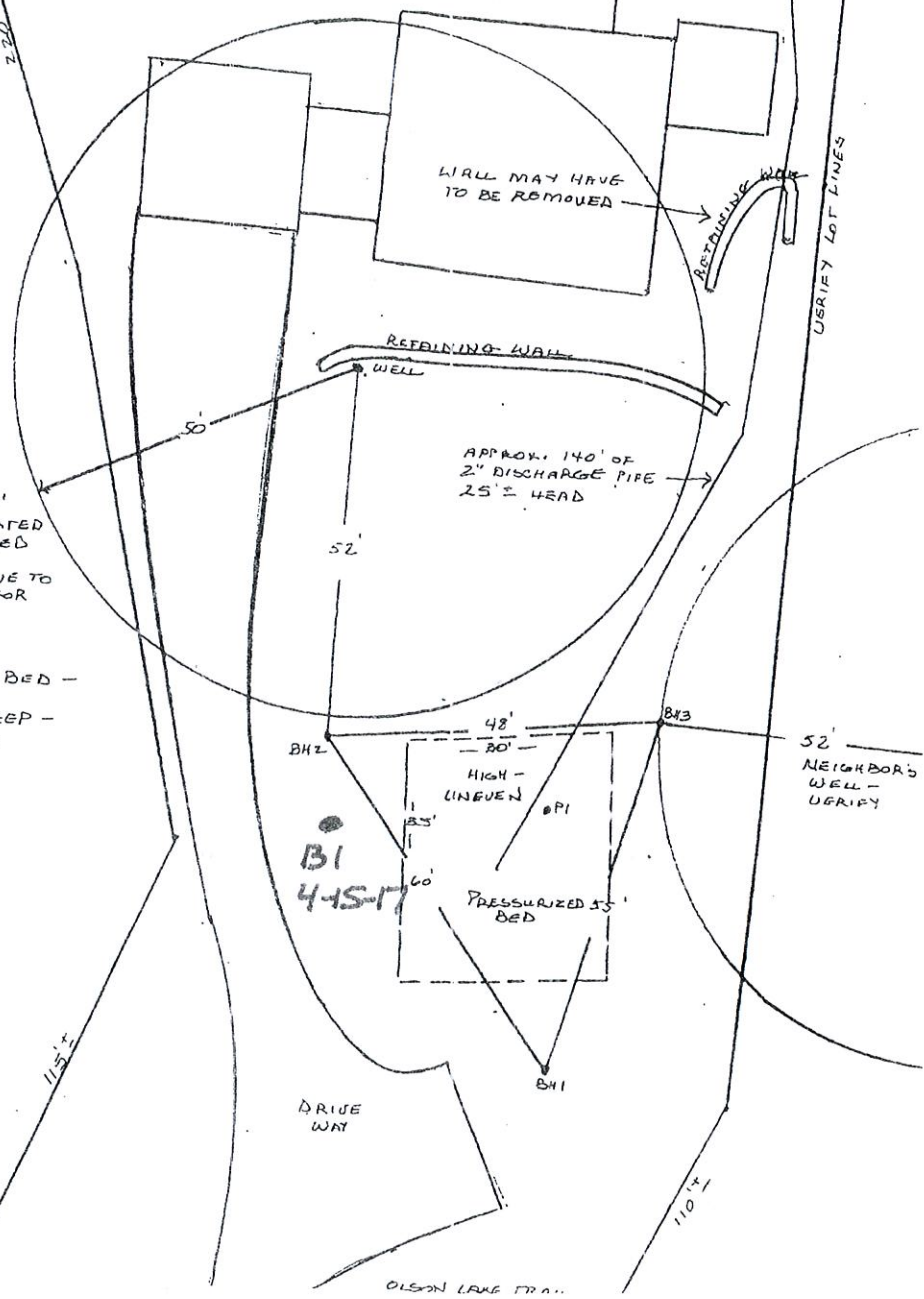 220
WALL MAY HAVE
TO BE REMOVED
RETAINING WALL
VERIFY LOT LINES
RETAINING WALL
WELL
50'
APPROX. 140' OF
2" DISCHARGE PIPE
25'± HEAD
52'
BED -
BH2
48'
30'
BH3
52'
NEIGHBOR'S
WELL -
VERIFY
HIGH -
UNEVEN
P1
35'
B1
4-15-17
60'
PRESSURIZED 55'
BED
BH1
115'±
DRIVE
WAY
110'±
OLSON LAKE